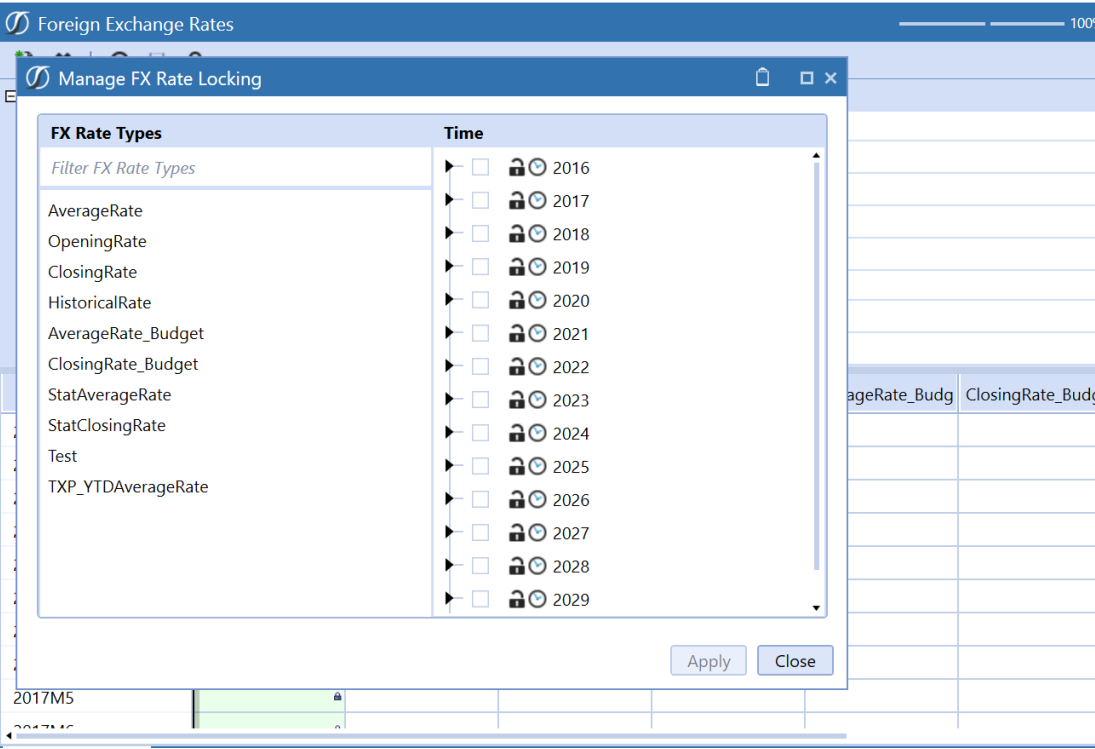 Foreign Exchange Rates
Manage FX Rate Locking
FX Rate Types
Time
Filter FX Rate Types
AverageRate
OpeningRate
ClosingRate
HistoricalRate
AverageRate_Budget
ClosingRate_Budget
StatAverageRate
StatClosingRate
Test
TXP_YTDAverageRate
2016
2017
2018
2019
2020
2021
2022
2023
2024
2025
2026
2027
2028
2029
ageRate_Budg
ClosingRate_Budg
Apply
Close
2017M5